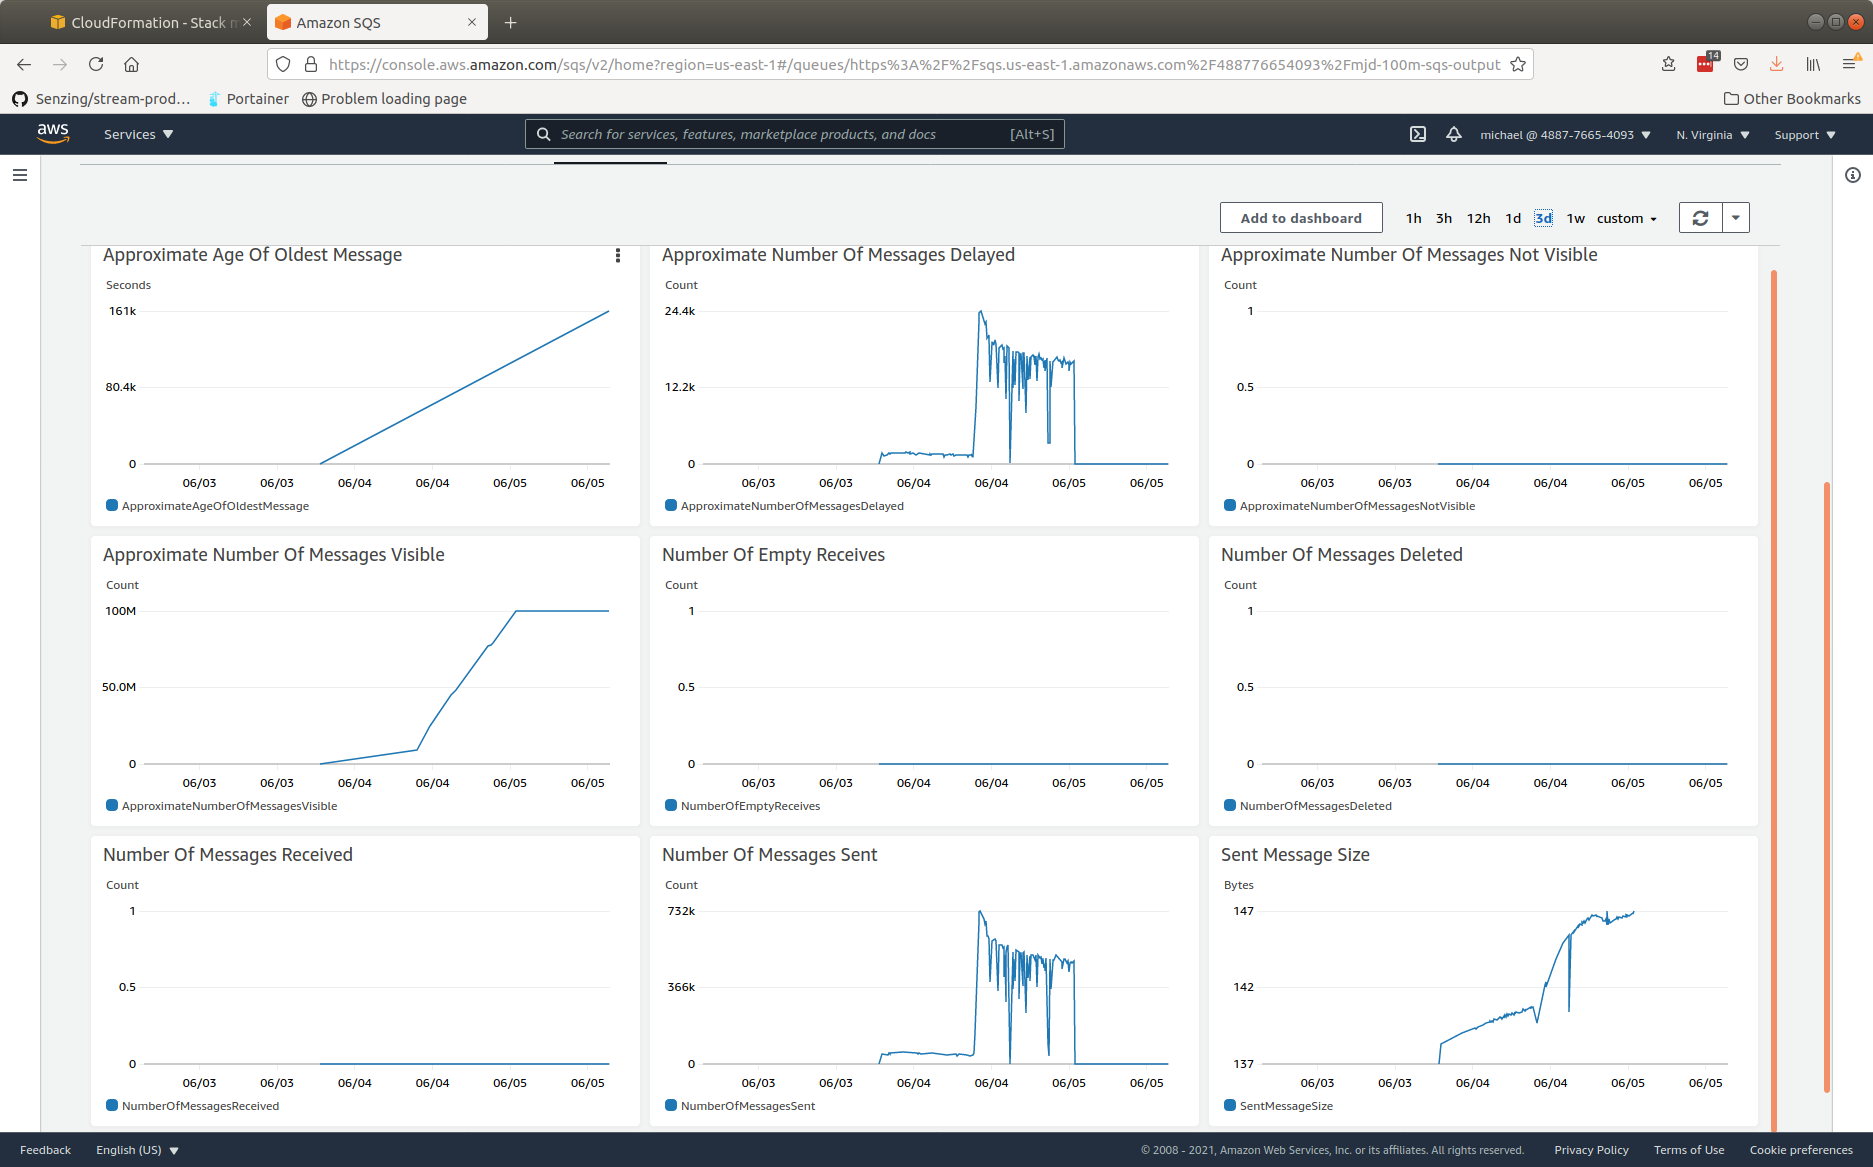 CloudFormation - Stack m
Amazon SQS
https://console.aws.amazon.com/sqs/v2/home?region=us-east-1#/queues/https%3A%2F%2Fsqs.us-east-1.amazonaws.com%2F488776654093%2Fmjd-100m-sqs-output
14
Senzing/stream-prod… Portainer Problem loading page Other Bookmarks
aws Services Search for services, features, marketplace products, and docs [Alt+S] michael @ 4887-7665-4093 N. Virginia Support
Add to dashboard 1h 3h 12h 1d 3d 1w custom
Approximate Age Of Oldest Message
Seconds
161k
80.4k
0
06/03 06/03 06/04 06/04 06/05 06/05
ApproximateAgeOfOldestMessage
Approximate Number Of Messages Delayed
Count
24.4k
12.2k
0
06/03 06/03 06/04 06/04 06/05 06/05
ApproximateNumberOfMessagesDelayed
Approximate Number Of Messages Not Visible
Count
1
0.5
0
06/03 06/03 06/04 06/04 06/05 06/05
ApproximateNumberOfMessagesNotVisible
Approximate Number Of Messages Visible
Count
100M
50.0M
0
06/03 06/03 06/04 06/04 06/05 06/05
ApproximateNumberOfMessagesVisible
Number Of Empty Receives
Count
1
0.5
0
06/03 06/03 06/04 06/04 06/05 06/05
NumberOfEmptyReceives
Number Of Messages Deleted
Count
1
0.5
0
06/03 06/03 06/04 06/04 06/05 06/05
NumberOfMessagesDeleted
Number Of Messages Received
Count
1
0.5
0
06/03 06/03 06/04 06/04 06/05 06/05
NumberOfMessagesReceived
Number Of Messages Sent
Count
732k
366k
0
06/03 06/03 06/04 06/04 06/05 06/05
NumberOfMessagesSent
Sent Message Size
Bytes
147
142
137
06/03 06/03 06/04 06/04 06/05 06/05
SentMessageSize
Feedback English (US) © 2008 - 2021, Amazon Web Services, Inc. or its affiliates. All rights reserved. Privacy Policy Terms of Use Cookie preferences